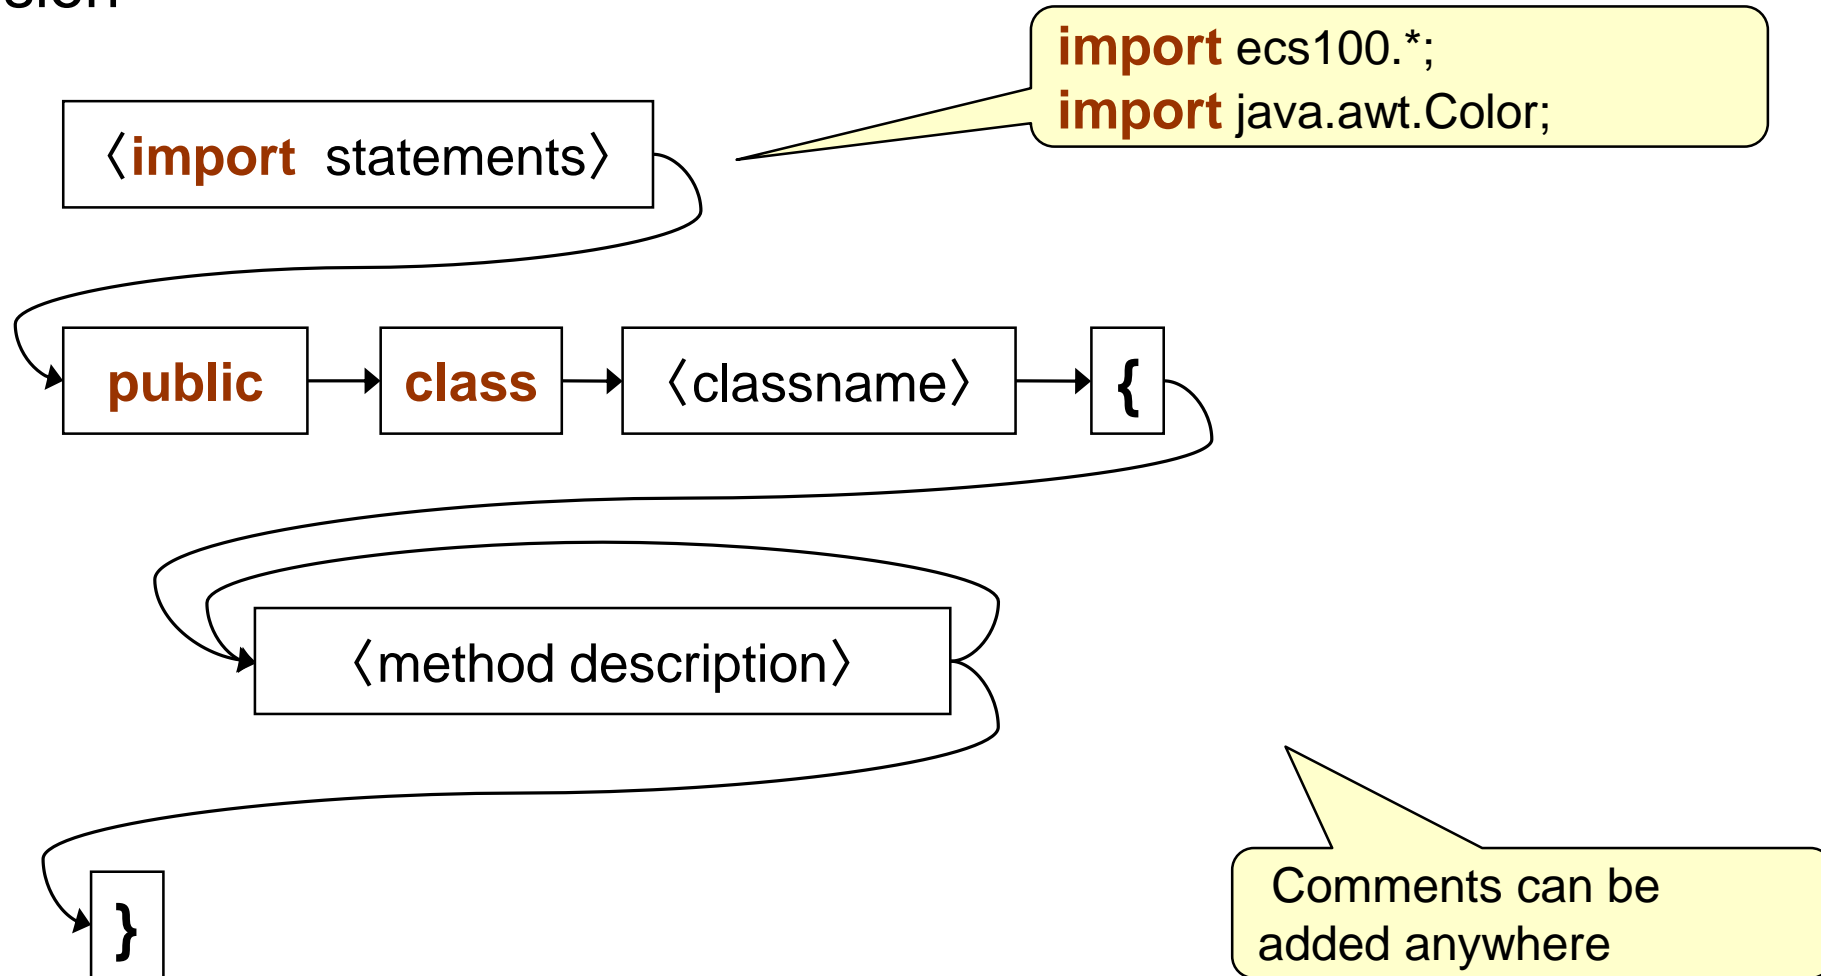 import ecs100.*;
import java.awt.Color;
〈import statements〉
public class 〈classname〉 {
〈method description〉
}
Comments can be
added anywhere